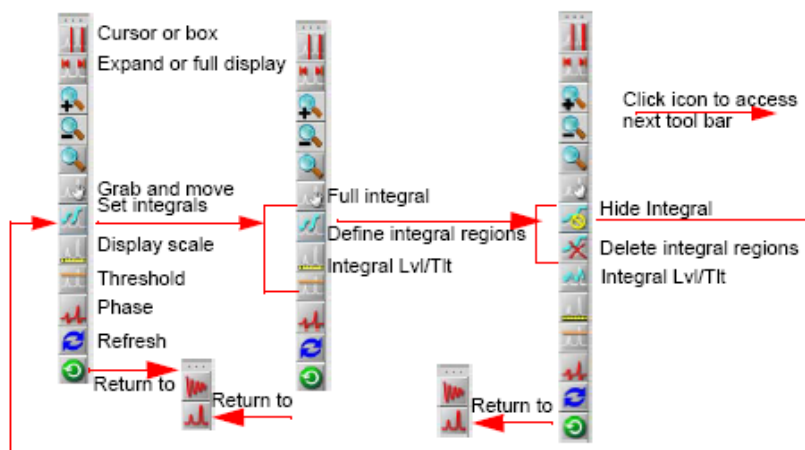 Cursor or box
Expand or full display
Grab and move
Set integrals
Display scale
Threshold
Phase
Refresh
Return to
Full integral
Define integral regions
Integral Lvl/Tlt
Return to
Click icon to access
next tool bar
Hide Integral
Delete integral regions
Integral Lvl/Tlt
Return to